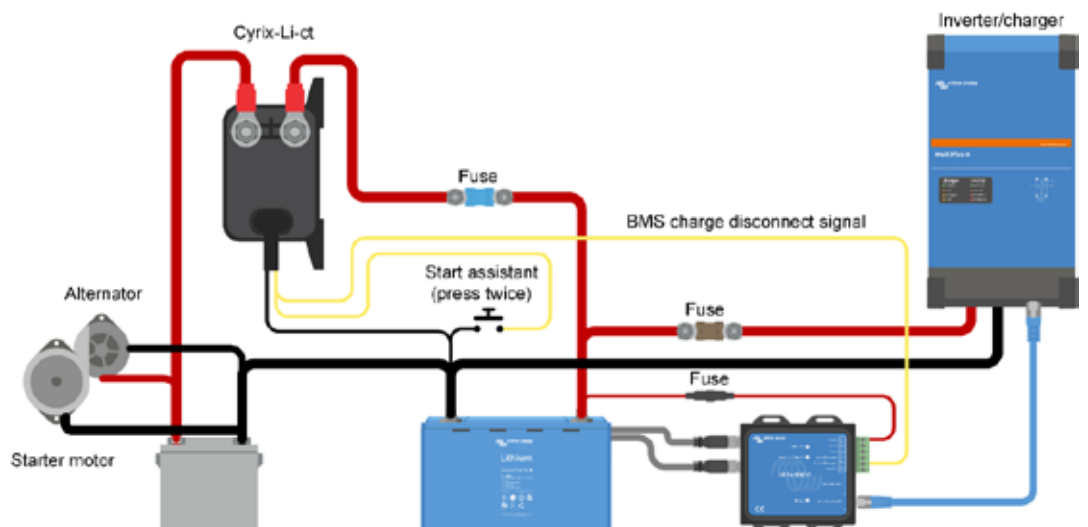 Cyrix-Li-ct
Inverter/charger
Fuse
BMS charge disconnect signal
Start assistant
(press twice)
Alternator
Fuse
Fuse
Starter motor
Lithium